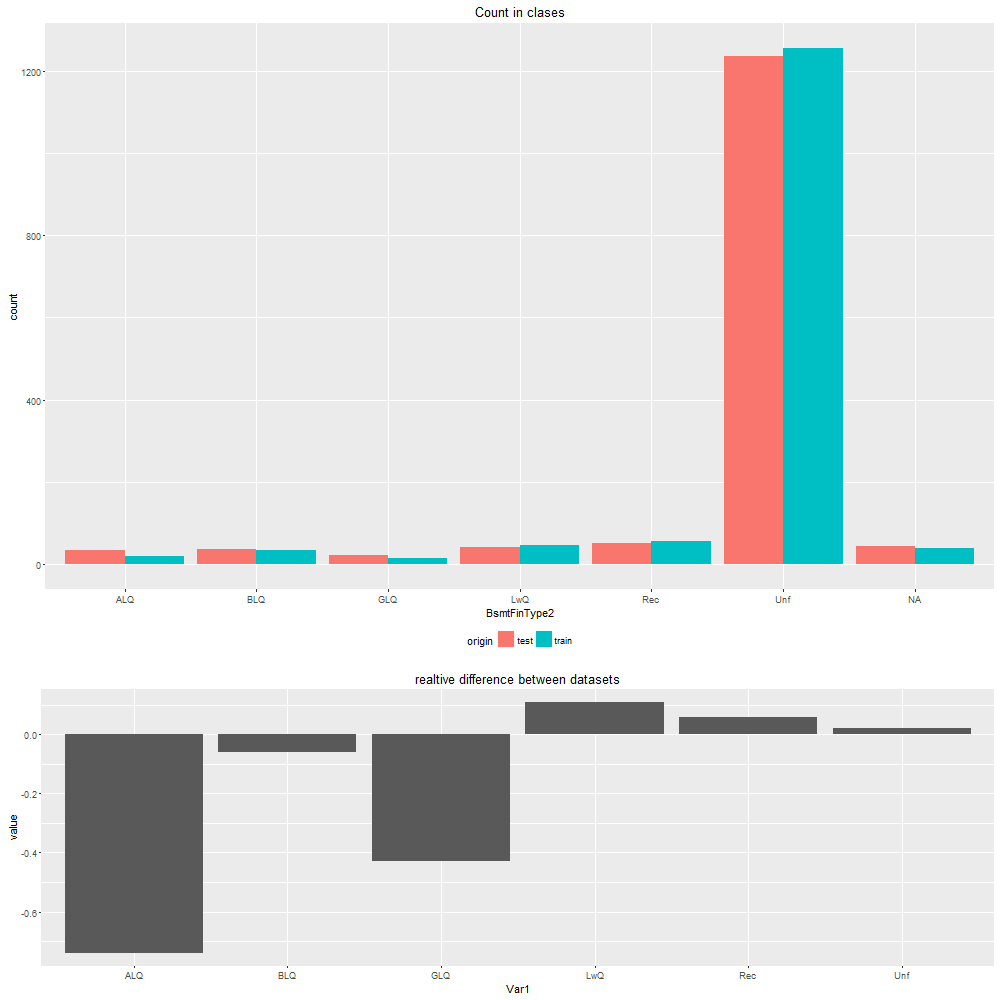 Count in clases
count
1200
800
400
0
ALQ BLQ GLQ LwQ Rec Unf NA
BsmtFinType2
origin test train
realtive difference between datasets
value
0.0
-0.2
-0.4
-0.6
ALQ BLQ GLQ LwQ Rec Unf
Var1